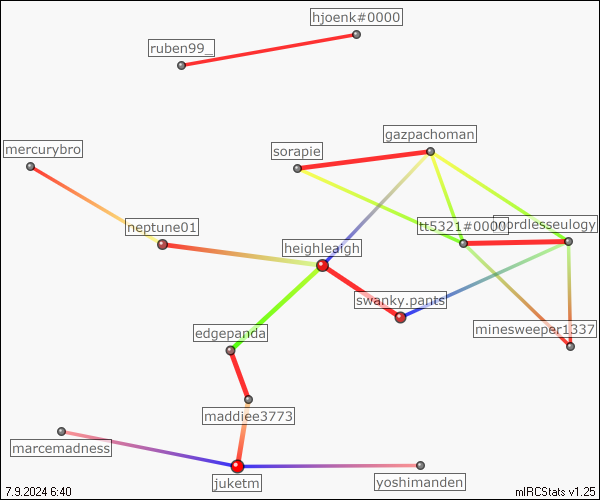 hjoenk#0000
ruben99_
gazpachoman
mercurybro
sorapie
neptune01
tt5321#0000
wordlesseulogy
heighleaigh
swanky.pants
minesweeper1337
edgepanda
maddiee3773
marcemadness
juketm
yoshimanden
7.9.2024 6:40
mIRCStats v1.25